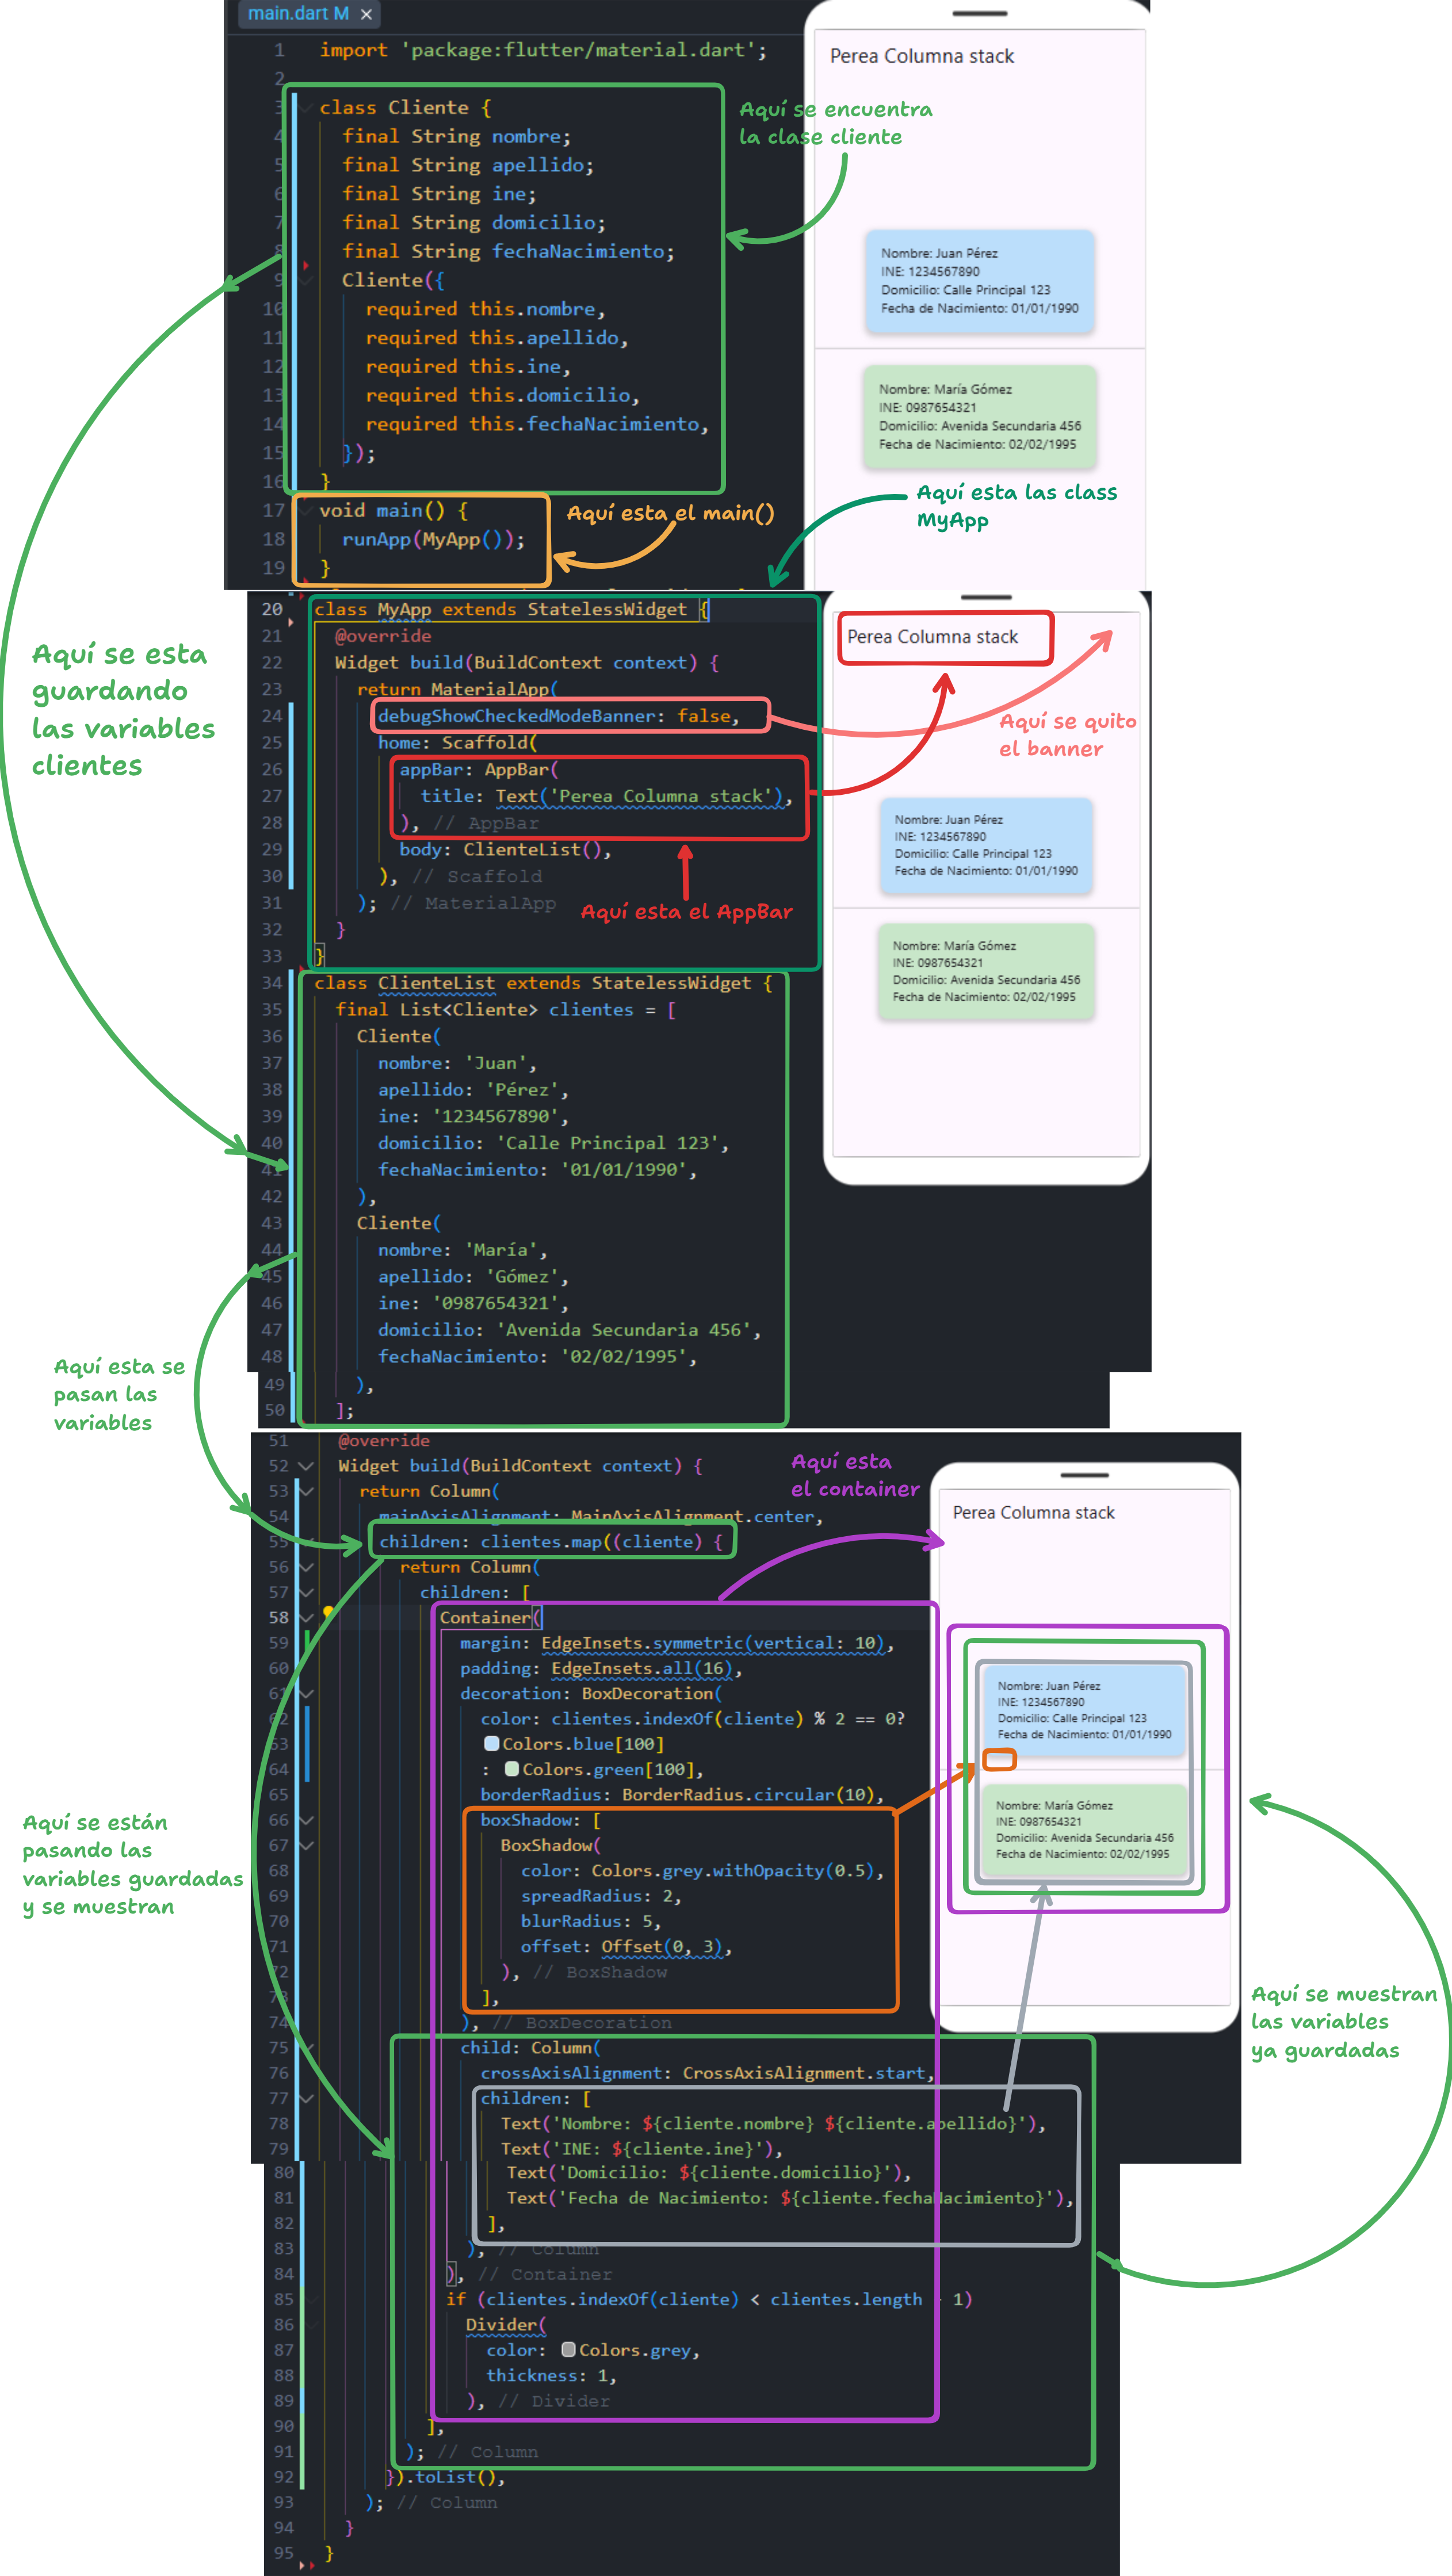 main.dart M ×
Perea Columna stack
1 import 'package:flutter/material.dart';
2
3 class Cliente {
4 final String nombre;
5 final String apellido;
6 final String ine;
7 final String domicilio;
8 final String fechaNacimiento;
9 Cliente({
10 required this.nombre,
11 required this.apellido,
12 required this.ine,
13 required this.domicilio,
14 required this.fechaNacimiento,
15 });
16 }
17 void main() {
18 runApp(MyApp());
19 }
Aquí se encuentra
la clase cliente
Nombre: Juan Pérez
INE: 1234567890
Domicilio: Calle Principal 123
Fecha de Nacimiento: 01/01/1990
Nombre: María Gómez
INE: 0987654321
Domicilio: Avenida Secundaria 456
Fecha de Nacimiento: 02/02/1995
Aquí esta el main()
Aquí esta las class
MyApp
Aquí se esta
guardando
las variables
clientes
20 class MyApp extends StatelessWidget {
21 @override
22 Widget build(BuildContext context) {
23 return MaterialApp(
24 debugShowCheckedModeBanner: false,
25 home: Scaffold(
26 appBar: AppBar(
27 title: Text('Perea Columna stack'),
28 ), // AppBar
29 body: ClienteList(),
30 ), // Scaffold
31 ); // MaterialApp
32 }
33 }
34 class ClienteList extends StatelessWidget {
35 final List<Cliente> clientes = [
36 Cliente(
37 nombre: 'Juan',
38 apellido: 'Pérez',
39 ine: '1234567890',
40 domicilio: 'Calle Principal 123',
41 fechaNacimiento: '01/01/1990',
42 ),
43 Cliente(
44 nombre: 'María',
45 apellido: 'Gómez',
46 ine: '0987654321',
47 domicilio: 'Avenida Secundaria 456',
48 fechaNacimiento: '02/02/1995',
49 ),
50 ];
Perea Columna stack
Aquí se quito
el banner
Aquí esta el AppBar
Nombre: Juan Pérez
INE: 1234567890
Domicilio: Calle Principal 123
Fecha de Nacimiento: 01/01/1990
Nombre: María Gómez
INE: 0987654321
Domicilio: Avenida Secundaria 456
Fecha de Nacimiento: 02/02/1995
Aquí esta se
pasan las
variables
51 @override
52 Widget build(BuildContext context) {
53 return Column(
54 mainAxisAlignment: MainAxisAlignment.center,
55 children: clientes.map((cliente) {
56 return Column(
57 children: [
58 Container(
59 margin: EdgeInsets.symmetric(vertical: 10),
60 padding: EdgeInsets.all(16),
61 decoration: BoxDecoration(
62 color: clientes.indexOf(cliente) % 2 == 0?
63 Colors.blue[100]
64 : Colors.green[100],
65 borderRadius: BorderRadius.circular(10),
66 boxShadow: [
67 BoxShadow(
68 color: Colors.grey.withOpacity(0.5),
69 spreadRadius: 2,
70 blurRadius: 5,
71 offset: Offset(0, 3),
72 ), // BoxShadow
73 ],
74 ), // BoxDecoration
75 child: Column(
76 crossAxisAlignment: CrossAxisAlignment.start,
77 children: [
78 Text('Nombre: ${cliente.nombre} ${cliente.apellido}'),
79 Text('INE: ${cliente.ine}'),
80 Text('Domicilio: ${cliente.domicilio}'),
81 Text('Fecha de Nacimiento: ${cliente.fechaNacimiento}'),
82 ],
83 ), // Column
84 ), // Container
85 if (clientes.indexOf(cliente) < clientes.length - 1)
86 Divider(
87 color: Colors.grey,
88 thickness: 1,
89 ), // Divider
90 ],
91 ); // Column
92 }).toList(),
93 ); // Column
94 }
95 }
Aquí esta
el container
Perea Columna stack
Nombre: Juan Pérez
INE: 1234567890
Domicilio: Calle Principal 123
Fecha de Nacimiento: 01/01/1990
Nombre: María Gómez
INE: 0987654321
Domicilio: Avenida Secundaria 456
Fecha de Nacimiento: 02/02/1995
Aquí se están
pasando las
variables guardadas
y se muestran
Aquí se muestran
las variables
ya guardadas